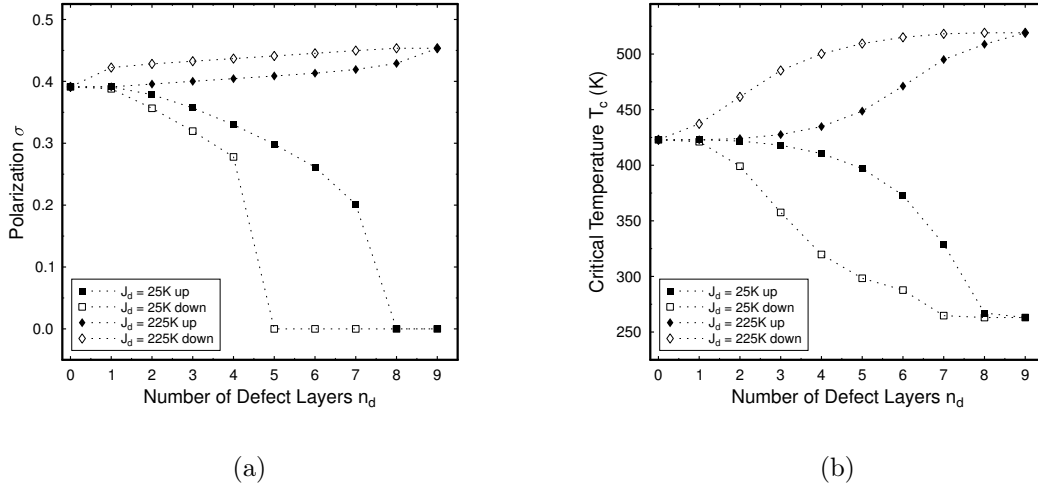 0.5
0.4
0.3
0.2
0.1
0.0
Polarization σ
J_d = 25K up
J_d = 25K down
J_d = 225K up
J_d = 225K down
0 1 2 3 4 5 6 7 8 9
Number of Defect Layers n_d
(a)
500
450
400
350
300
250
Critical Temperature T_c (K)
J_d = 25K up
J_d = 25K down
J_d = 225K up
J_d = 225K down
0 1 2 3 4 5 6 7 8 9
Number of Defect Layers n_d
(b)